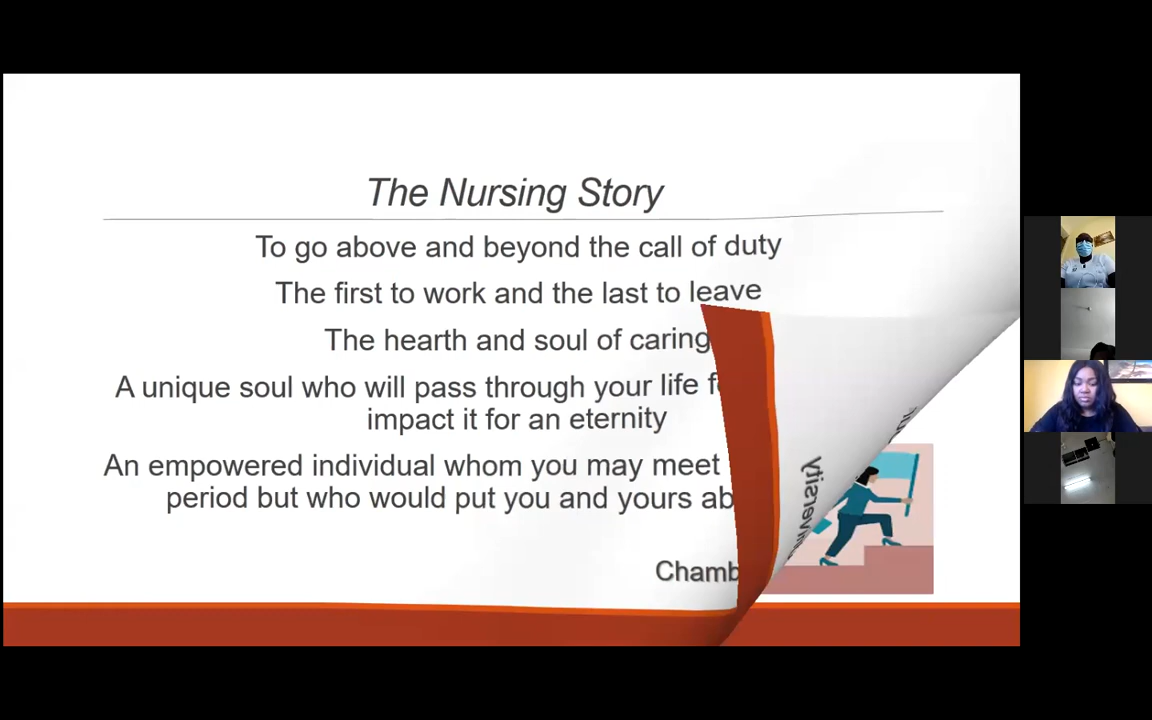 The Nursing Story
To go above and beyond the call of duty
The first to work and the last to leave
The hearth and soul of caring
A unique soul who will pass through your life
impact it for an eternity
An empowered individual whom you may meet
period but who would put you and yours ab
Chamb